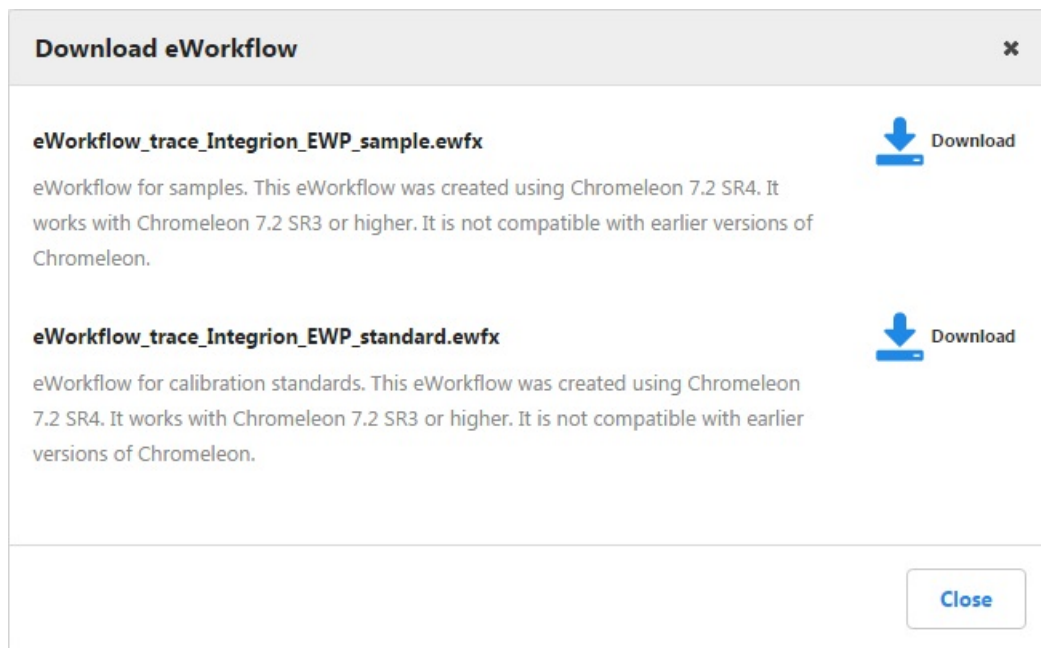 Download eWorkflow ✖
eWorkflow_trace_Integrion_EWP_sample.ewfx
Download
eWorkflow for samples. This eWorkflow was created using Chromeleon 7.2 SR4. It
works with Chromeleon 7.2 SR3 or higher. It is not compatible with earlier versions of
Chromeleon.
eWorkflow_trace_Integrion_EWP_standard.ewfx
Download
eWorkflow for calibration standards. This eWorkflow was created using Chromeleon
7.2 SR4. It works with Chromeleon 7.2 SR3 or higher. It is not compatible with earlier
versions of Chromeleon.
Close